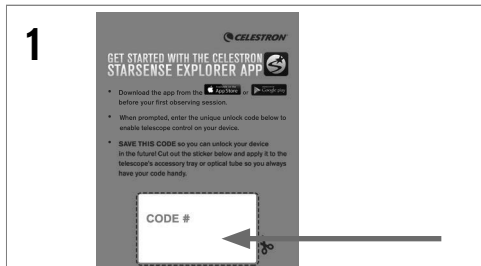 1
CELESTRON
GET STARTED WITH THE CELESTRON
STARSENSE EXPLORER APP
• Download the app from the App Store or Google play
before your first observing session.
• When prompted, enter the unique unlock code below to
enable telescope control on your device.
• SAVE THIS CODE so you can unlock your device
in the future! Cut out the sticker below and apply it to the
telescope's accessory tray or optical tube so you always
have your code handy.
CODE #